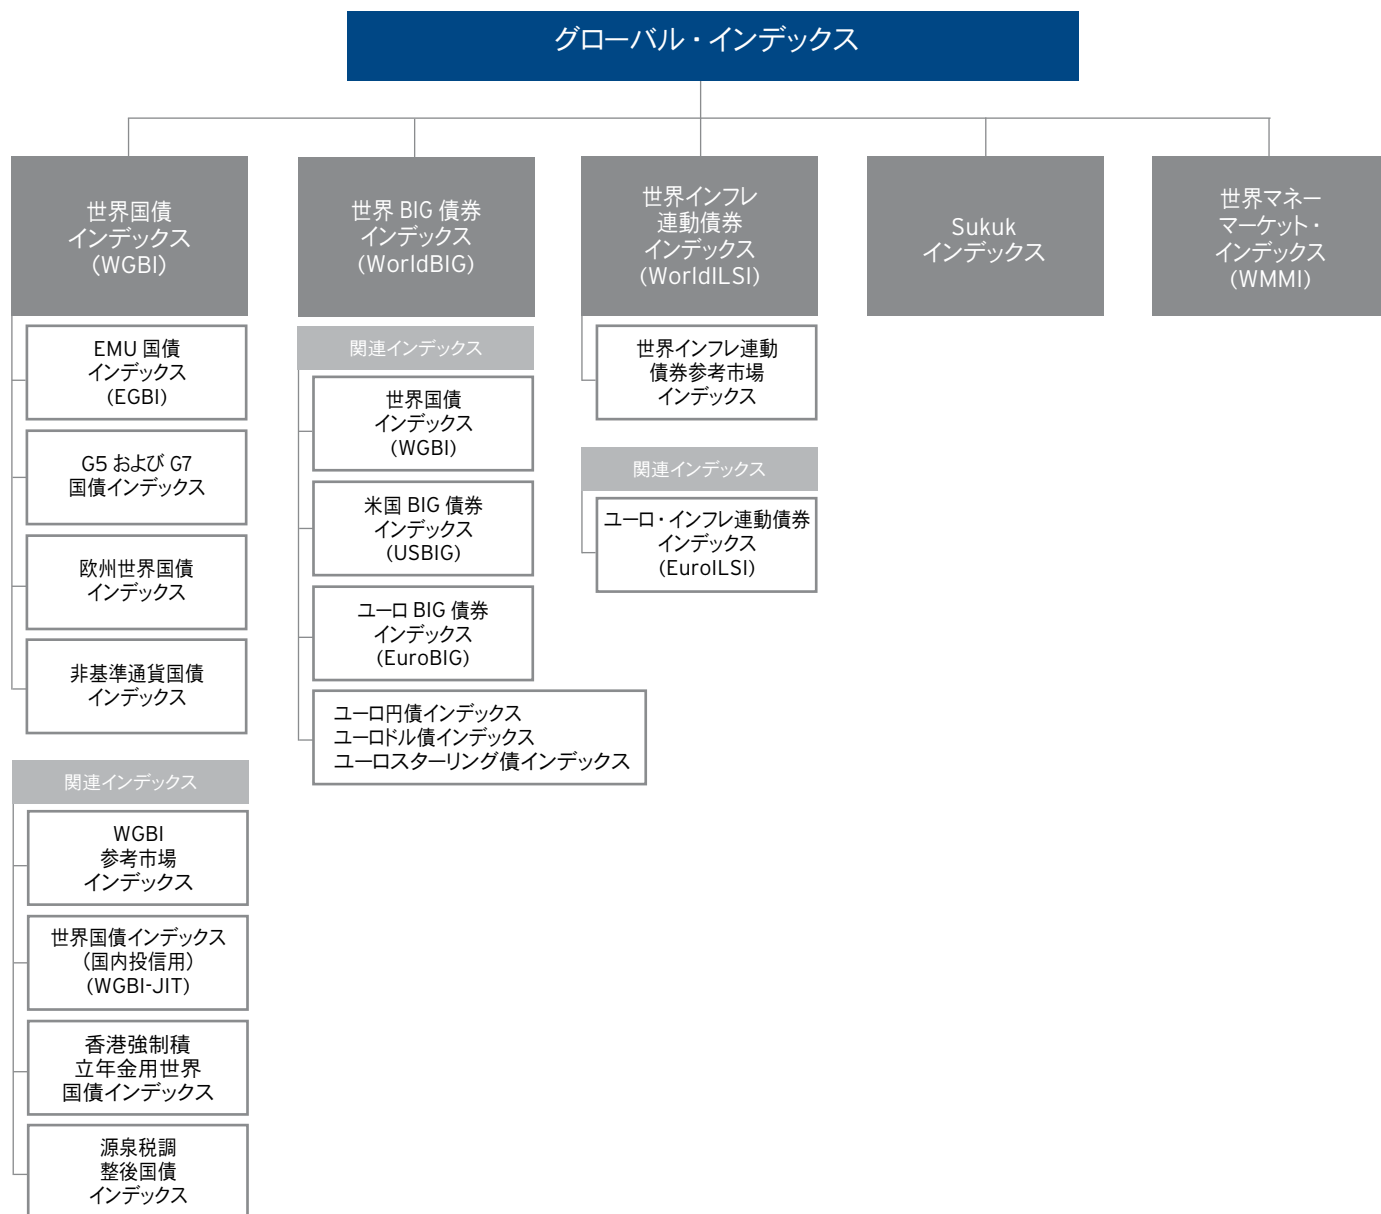 グローバル・インデックス
世界国債
インデックス
(WGBI)
EMU 国債
インデックス
(EGBI)
G5 および G7
国債インデックス
欧州世界国債
インデックス
非基準通貨国債
インデックス
関連インデックス
WGBI
参考市場
インデックス
世界国債インデックス
(国内投信用)
(WGBI-JIT)
香港強制積
立年金用世界
国債インデックス
源泉税調
整後国債
インデックス
世界 BIG 債券
インデックス
(WorldBIG)
関連インデックス
世界国債
インデックス
(WGBI)
米国 BIG 債券
インデックス
(USBIG)
ユーロ BIG 債券
インデックス
(EuroBIG)
ユーロ円債インデックス
ユーロドル債インデックス
ユーロスターリング債インデックス
世界インフレ
連動債券
インデックス
(WorldILSI)
世界インフレ連動
債券参考市場
インデックス
関連インデックス
ユーロ・インフレ連動債券
インデックス
(EuroILSI)
Sukuk
インデックス
世界マネー
マーケット・
インデックス
(WMMI)